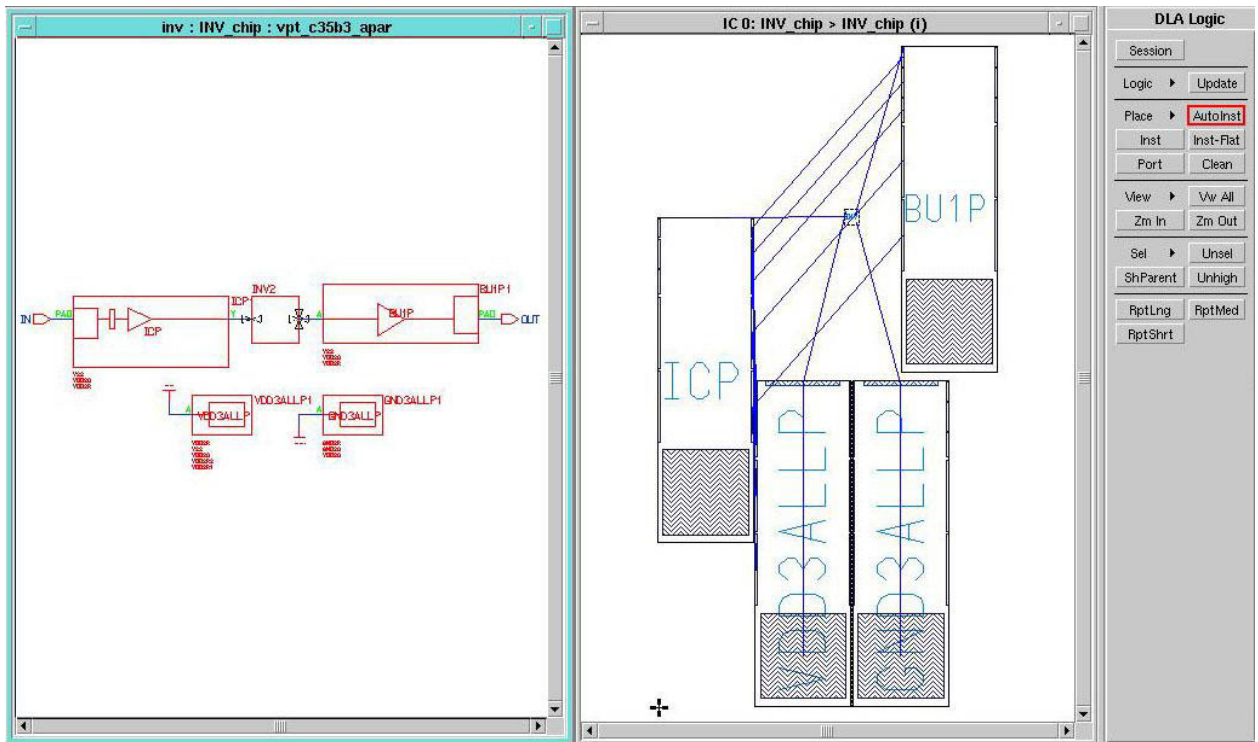 inv : INV_chip : vpt_c35b3_apar
IC 0: INV_chip > INV_chip (i)
DLA Logic
Session
Logic Update
Place AutoInst
Inst Inst-Flat
Port Clean
View Vw All
Zm In Zm Out
Sel Unsel
ShParent Unhigh
RptLng RptMed
RptShrt
INV2 BU1P1
ICP1
IN PAD Y A BU1P PAD OUT
ICP
VDD3ALLP1 GND3ALLP1
A VDD3ALLP A GND3ALLP
BU1P
ICP
VDD3ALLP
GND3ALLP